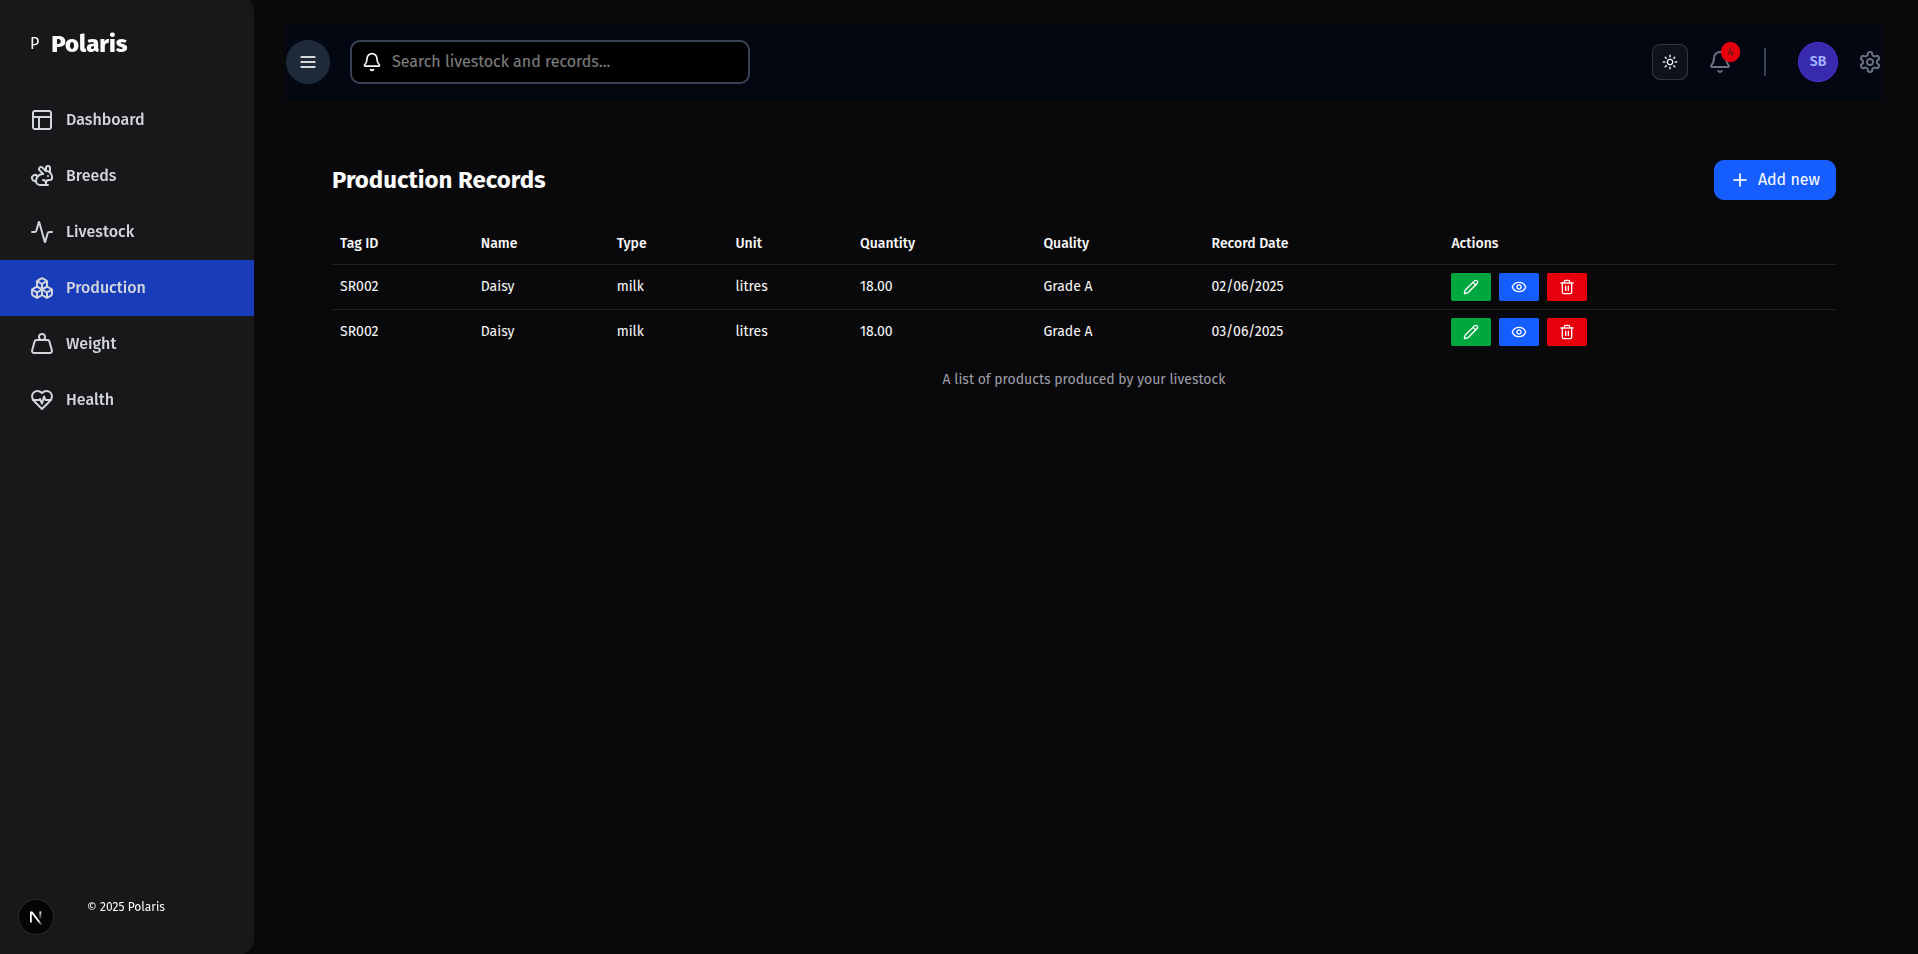 P Polaris
Dashboard
Breeds
Livestock
Production
Weight
Health
© 2025 Polaris
N
Search livestock and records...
4
SB
Production Records
Add new
Tag ID Name Type Unit Quantity Quality Record Date Actions
SR002 Daisy milk litres 18.00 Grade A 02/06/2025
SR002 Daisy milk litres 18.00 Grade A 03/06/2025
A list of products produced by your livestock